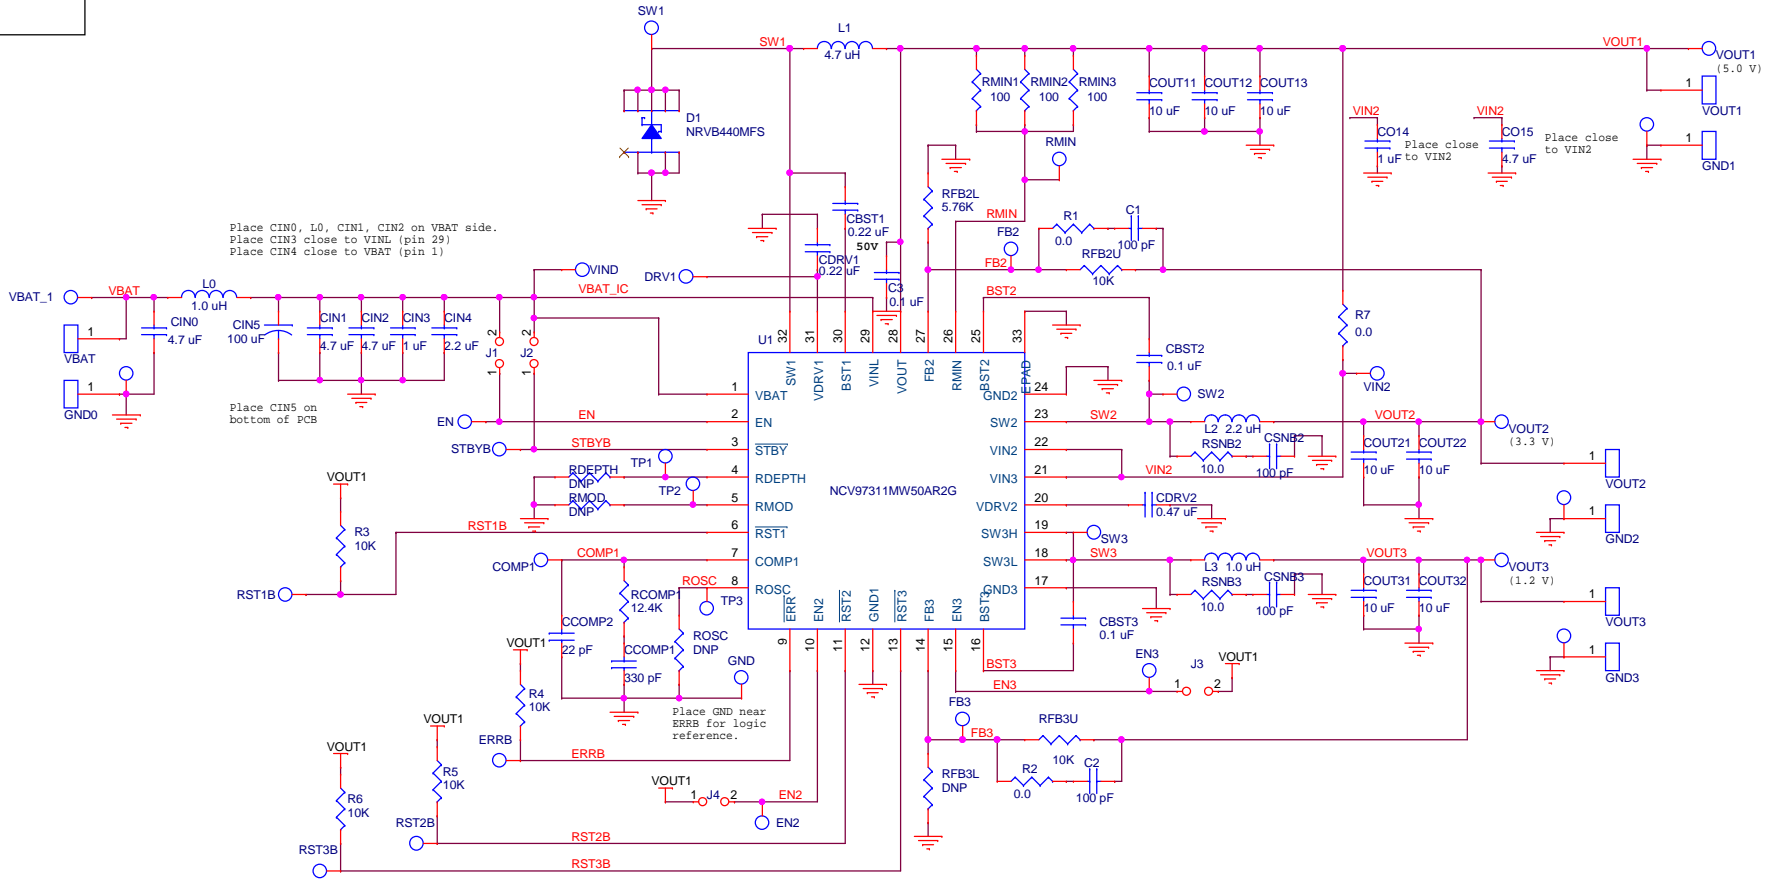 SW1
SW1
L1
4.7 uH
VOUT1
VOUT1
(5.0 V)
1
VOUT1
1
GND1
D1
NRVB440MFS
RMIN1
100
RMIN2
100
RMIN3
100
COUT11
10 uF
COUT12
10 uF
COUT13
10 uF
VIN2
CO14
1 uF
Place close
to VIN2
VIN2
CO15
4.7 uF
Place close
to VIN2
RMIN
RFB2L
5.76K
RMIN
R1
0.0
C1
100 pF
FB2
FB2
RFB2U
10K
CBST1
0.22 uF
50V
CDRV1
0.22 uF
C3
0.1 uF
DRV1
Place CIN0, L0, CIN1, CIN2 on VBAT side.
Place CIN3 close to VINL (pin 29)
Place CIN4 close to VBAT (pin 1)
VBAT_1
VBAT
L0
1.0 uH
VIND
VBAT_IC
1
VBAT
1
GND0
CIN0
4.7 uF
CIN5
100 uF
CIN1
4.7 uF
CIN2
4.7 uF
CIN3
1 uF
CIN4
2.2 uF
Place CIN5 on
bottom of PCB
2
J1
1
2
J2
1
BST2
R7
0.0
VIN2
CBST2
0.1 uF
U1
32
31
30
29
28
27
26
25
33
SW1
VDRV1
BST1
VINL
VOUT
FB2
RMIN
BST2
EPAD
NCV97311MW50AR2G
1
VBAT
2
EN
3
STBY
4
RDEPTH
5
RMOD
6
RST1
7
COMP1
8
ROSC
24
GND2
23
SW2
22
VIN2
21
VIN3
20
VDRV2
19
SW3H
18
SW3L
17
GND3
ERR
EN2
RST2
GND1
RST3
FB3
EN3
BST3
9
10
11
12
13
14
15
16
EN
EN
STBYB
STBYB
TP1
RDEPTH
DNP
TP2
RMOD
DNP
VOUT1
R3
10K
RST1B
RST1B
COMP1
COMP1
ROSC
TP3
RCOMP1
12.4K
CCOMP2
22 pF
CCOMP1
330 pF
ROSC
DNP
GND
Place GND near
ERRB for logic
reference.
SW2
SW2
L2
2.2 uH
RSNB2
10.0
CSNB2
100 pF
VOUT2
COUT21
10 uF
COUT22
10 uF
VOUT2
(3.3 V)
1
VOUT2
1
GND2
VIN2
CDRV2
0.47 uF
SW3
SW3
L3
1.0 uH
RSNB3
10.0
CSNB3
100 pF
VOUT3
COUT31
10 uF
COUT32
10 uF
VOUT3
(1.2 V)
1
VOUT3
1
GND3
CBST3
0.1 uF
BST3
EN3
EN3
J3
1
2
VOUT1
VOUT1
R4
10K
ERRB
ERRB
VOUT1
R5
10K
RST2B
RST2B
VOUT1
R6
10K
RST3B
RST3B
VOUT1
1
J4
2
EN2
EN2
FB3
FB3
RFB3U
10K
RFB3L
DNP
R2
0.0
C2
100 pF